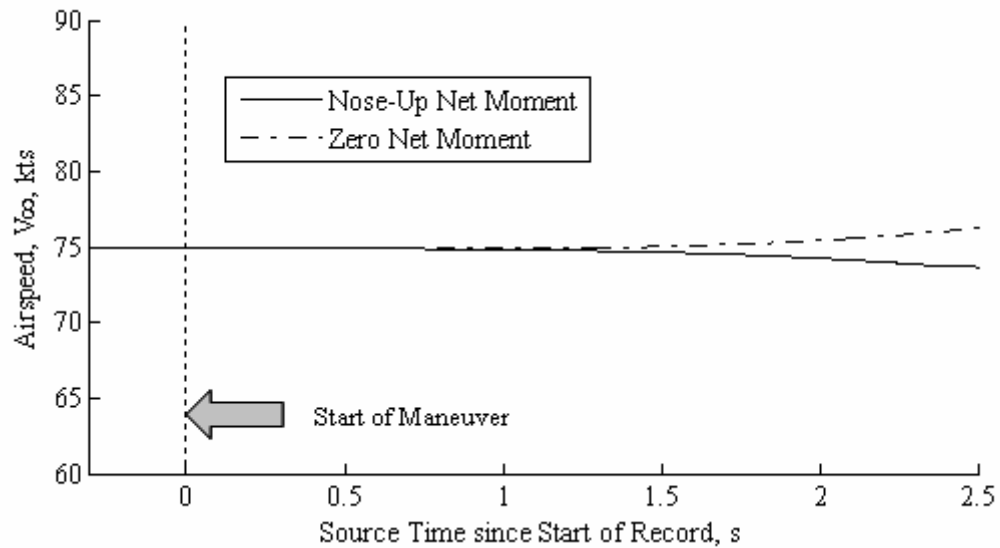 90
85
80
75
70
65
60
Airspeed, V∞, kts
Nose-Up Net Moment
Zero Net Moment
Start of Maneuver
0
0.5
1
1.5
2
2.5
Source Time since Start of Record, s